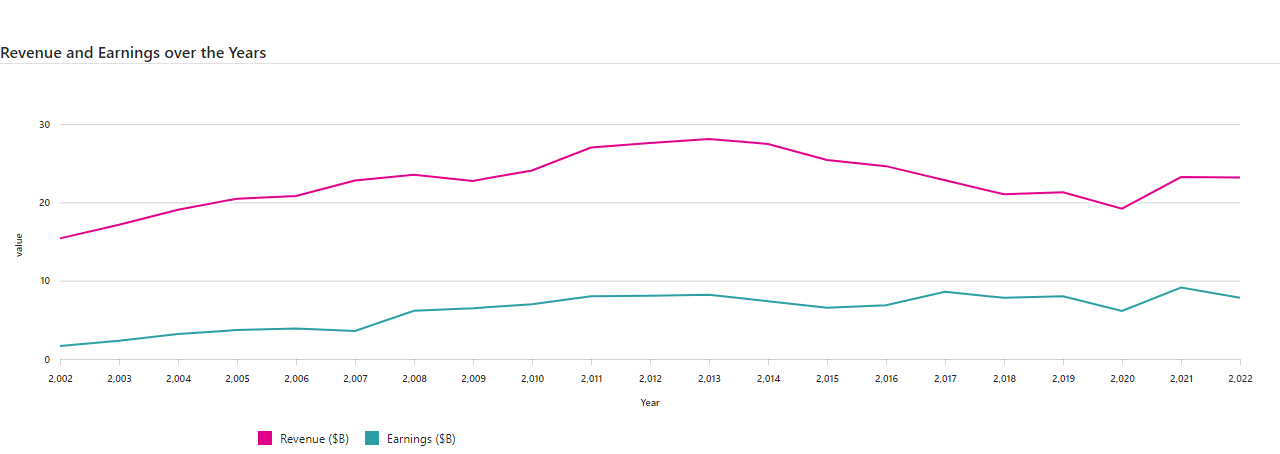 Revenue and Earnings over the Years
30
20
10
0
value
2,002 2,003 2,004 2,005 2,006 2,007 2,008 2,009 2,010 2,011 2,012 2,013 2,014 2,015 2,016 2,017 2,018 2,019 2,020 2,021 2,022
Year
Revenue ($B) Earnings ($B)